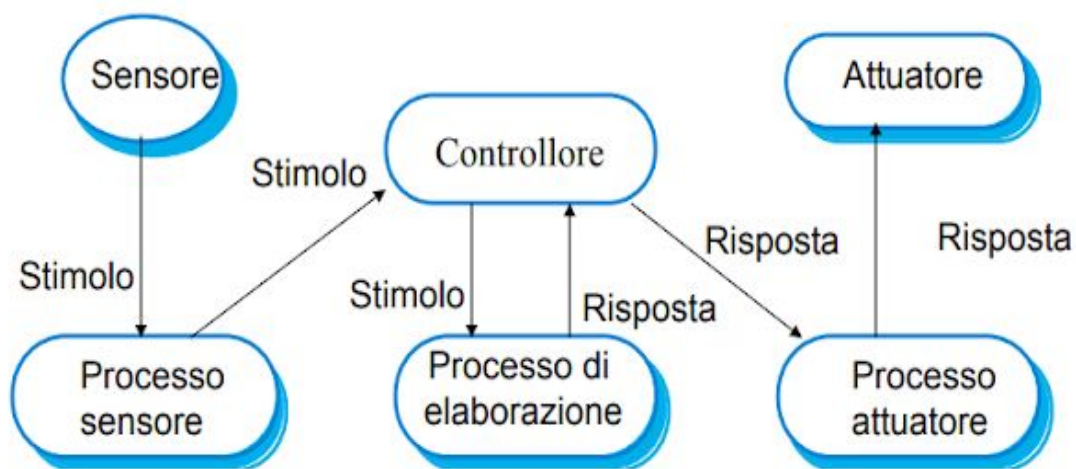 Sensore
Attuatore
Controllore
Stimolo
Risposta
Risposta
Stimolo
Stimolo
Risposta
Processo
sensore
Processo di
elaborazione
Processo
attuatore